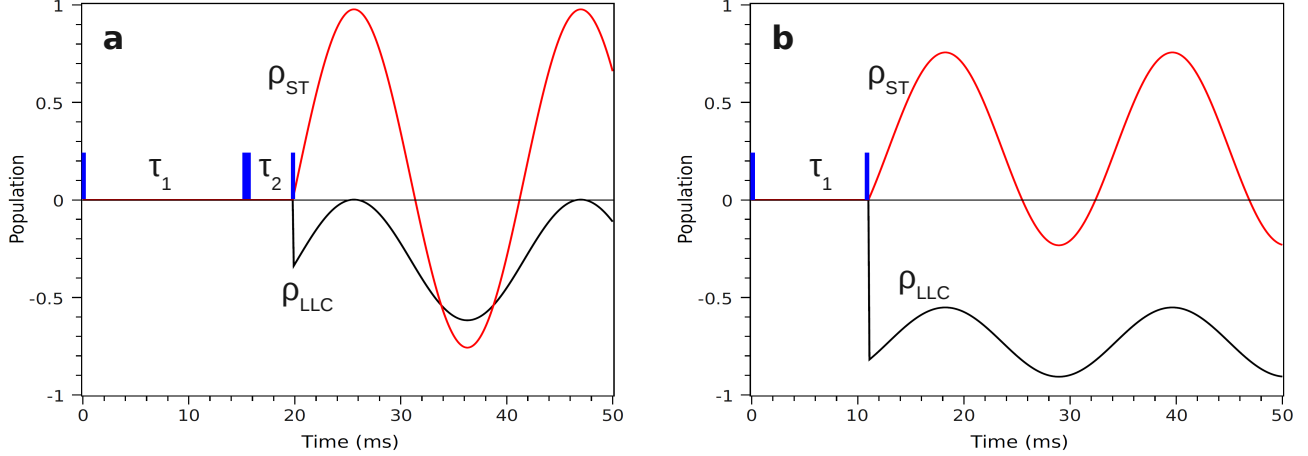 a
1
0.5
0
-0.5
-1
Population
ρST
τ1
τ2
ρLLC
0 10 20 30 40 50
Time (ms)
b
1
0.5
0
-0.5
-1
Population
ρST
τ1
ρLLC
0 10 20 30 40 50
Time (ms)